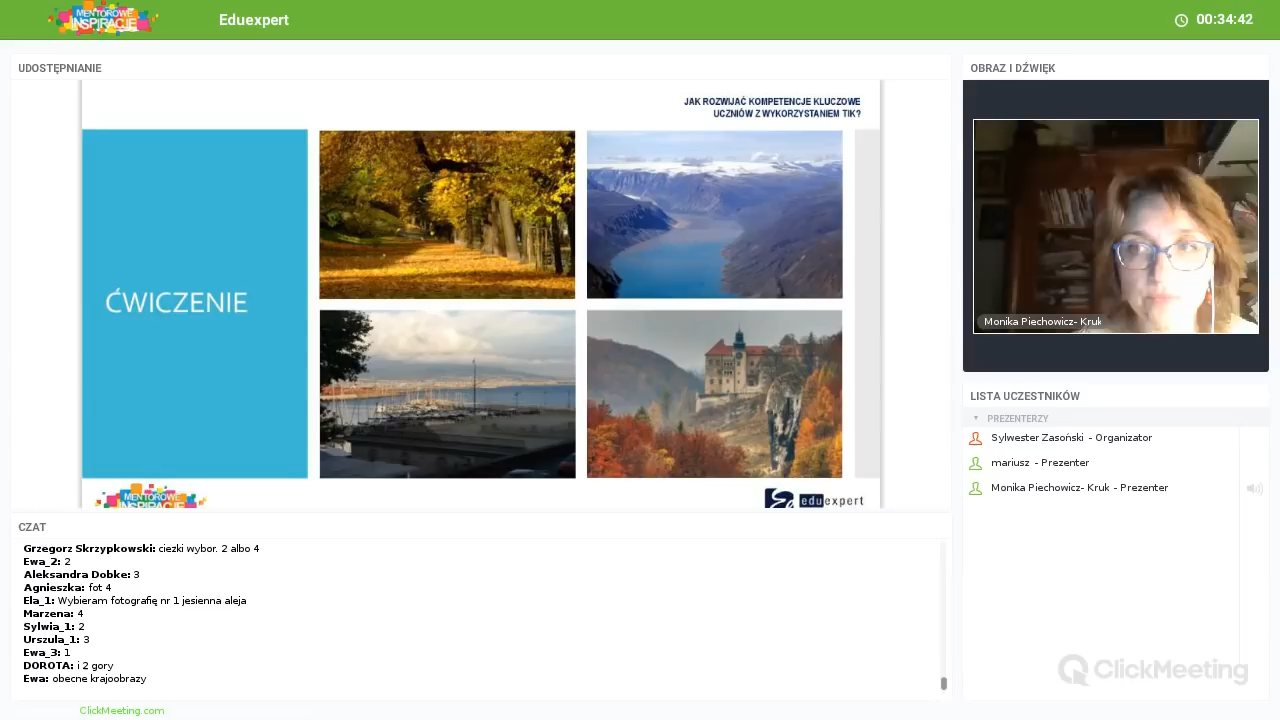 MENTOROWE
INSPIRACJE
Eduexpert
00:34:42
UDOSTĘPNIANIE
JAK ROZWIJAĆ KOMPETENCJE KLUCZOWE
UCZNIÓW Z WYKORZYSTANIEM TIK?
ĆWICZENIE
MENTOROWE
INSPIRACJE
eduexpert
OBRAZ I DŹWIĘK
Monika Piechowicz- Kruk
LISTA UCZESTNIKÓW
PREZENTERZY
Sylwester Zasoński - Organizator
mariusz - Prezenter
Monika Piechowicz- Kruk - Prezenter
CZAT
Grzegorz Skrzypkowski: ciezki wybor. 2 albo 4
Ewa_2: 2
Aleksandra Dobke: 3
Agnieszka: fot 4
Ela_1: Wybieram fotografię nr 1 jesienna aleja
Marzena: 4
Sylwia_1: 2
Urszula_1: 3
Ewa_3: 1
DOROTA: i 2 gory
Ewa: obecne krajoobrazy
ClickMeeting
ClickMeeting.com